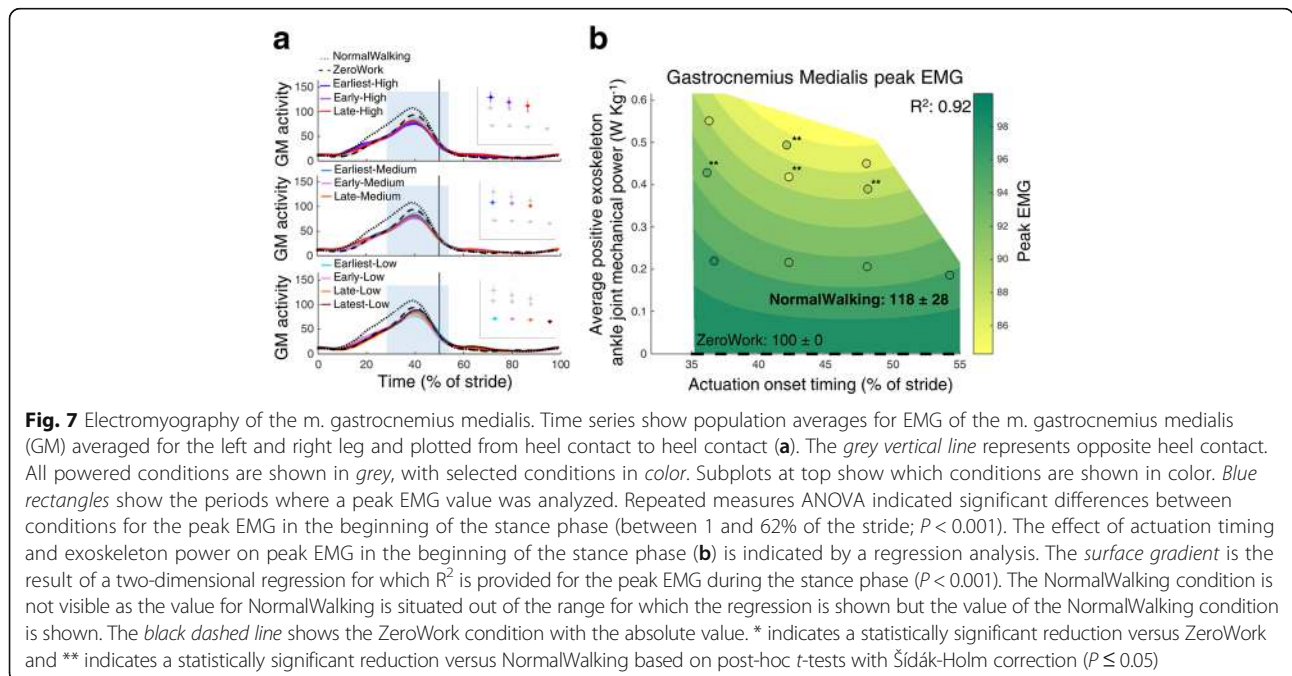 a
NormalWalking
ZeroWork
Earliest-High
Early-High
Late-High
150
100
50
0
GM activity
Earliest-Medium
Early-Medium
Late-Medium
150
100
50
0
GM activity
Earliest-Low
Early-Low
Late-Low
Latest-Low
150
100
50
0
GM activity
0 20 40 60 80 100
Time (% of stride)
b
Gastrocnemius Medialis peak EMG
R²: 0.92
0.6
0.5
0.4
0.3
0.2
0.1
0
Average positive exoskeleton
ankle joint mechanical power (W Kg⁻¹)
**
**
**
**
NormalWalking: 118 ± 28
ZeroWork: 100 ± 0
35 40 45 50 55
Actuation onset timing (% of stride)
98
96
94
92
90
88
86
Peak EMG
Fig. 7 Electromyography of the m. gastrocnemius medialis. Time series show population averages for EMG of the m. gastrocnemius medialis
(GM) averaged for the left and right leg and plotted from heel contact to heel contact (a). The grey vertical line represents opposite heel contact.
All powered conditions are shown in grey, with selected conditions in color. Subplots at top show which conditions are shown in color. Blue
rectangles show the periods where a peak EMG value was analyzed. Repeated measures ANOVA indicated significant differences between
conditions for the peak EMG in the beginning of the stance phase (between 1 and 62% of the stride; P < 0.001). The effect of actuation timing
and exoskeleton power on peak EMG in the beginning of the stance phase (b) is indicated by a regression analysis. The surface gradient is the
result of a two-dimensional regression for which R² is provided for the peak EMG during the stance phase (P < 0.001). The NormalWalking condition is
not visible as the value for NormalWalking is situated out of the range for which the regression is shown but the value of the NormalWalking condition
is shown. The black dashed line shows the ZeroWork condition with the absolute value. * indicates a statistically significant reduction versus ZeroWork
and ** indicates a statistically significant reduction versus NormalWalking based on post-hoc t-tests with Šídák-Holm correction (P ≤ 0.05)